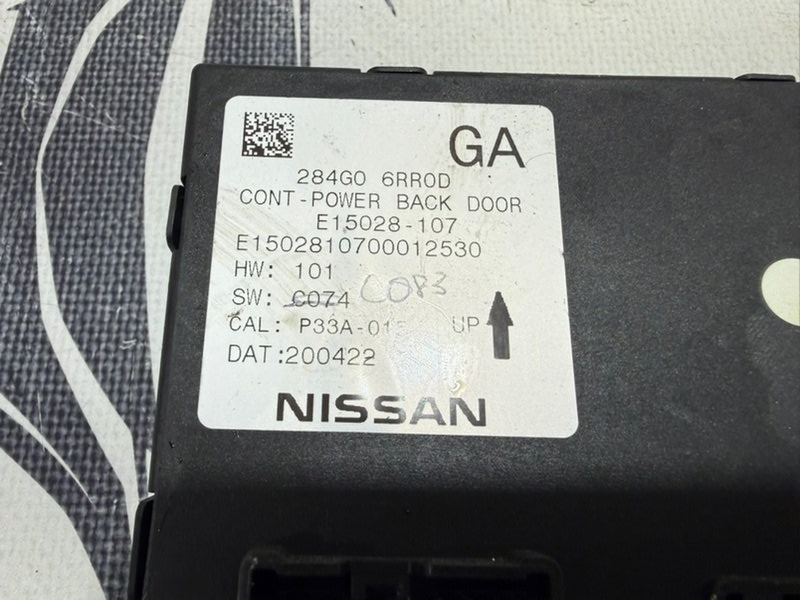 GA
284G0 6RR0D
CONT-POWER BACK DOOR
E15028-107
E1502810700012530
HW: 101
SW: C074 C083
CAL: UP
DAT:200422
NISSAN